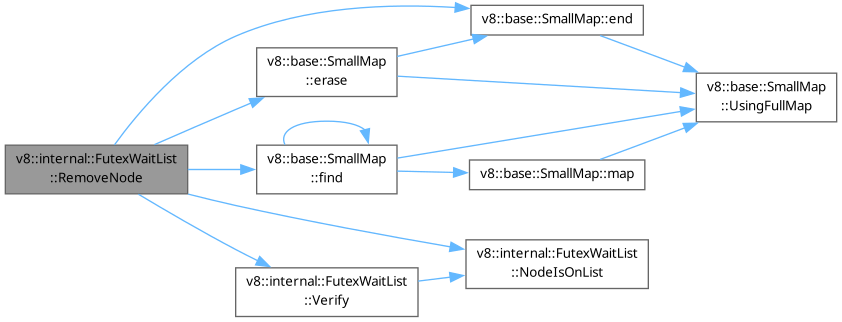 v8::base::SmallMap::end
v8::base::SmallMap
::erase
v8::base::SmallMap
::UsingFullMap
v8::internal::FutexWaitList
::RemoveNode
v8::base::SmallMap
::find
v8::base::SmallMap::map
v8::internal::FutexWaitList
::NodeIsOnList
v8::internal::FutexWaitList
::Verify